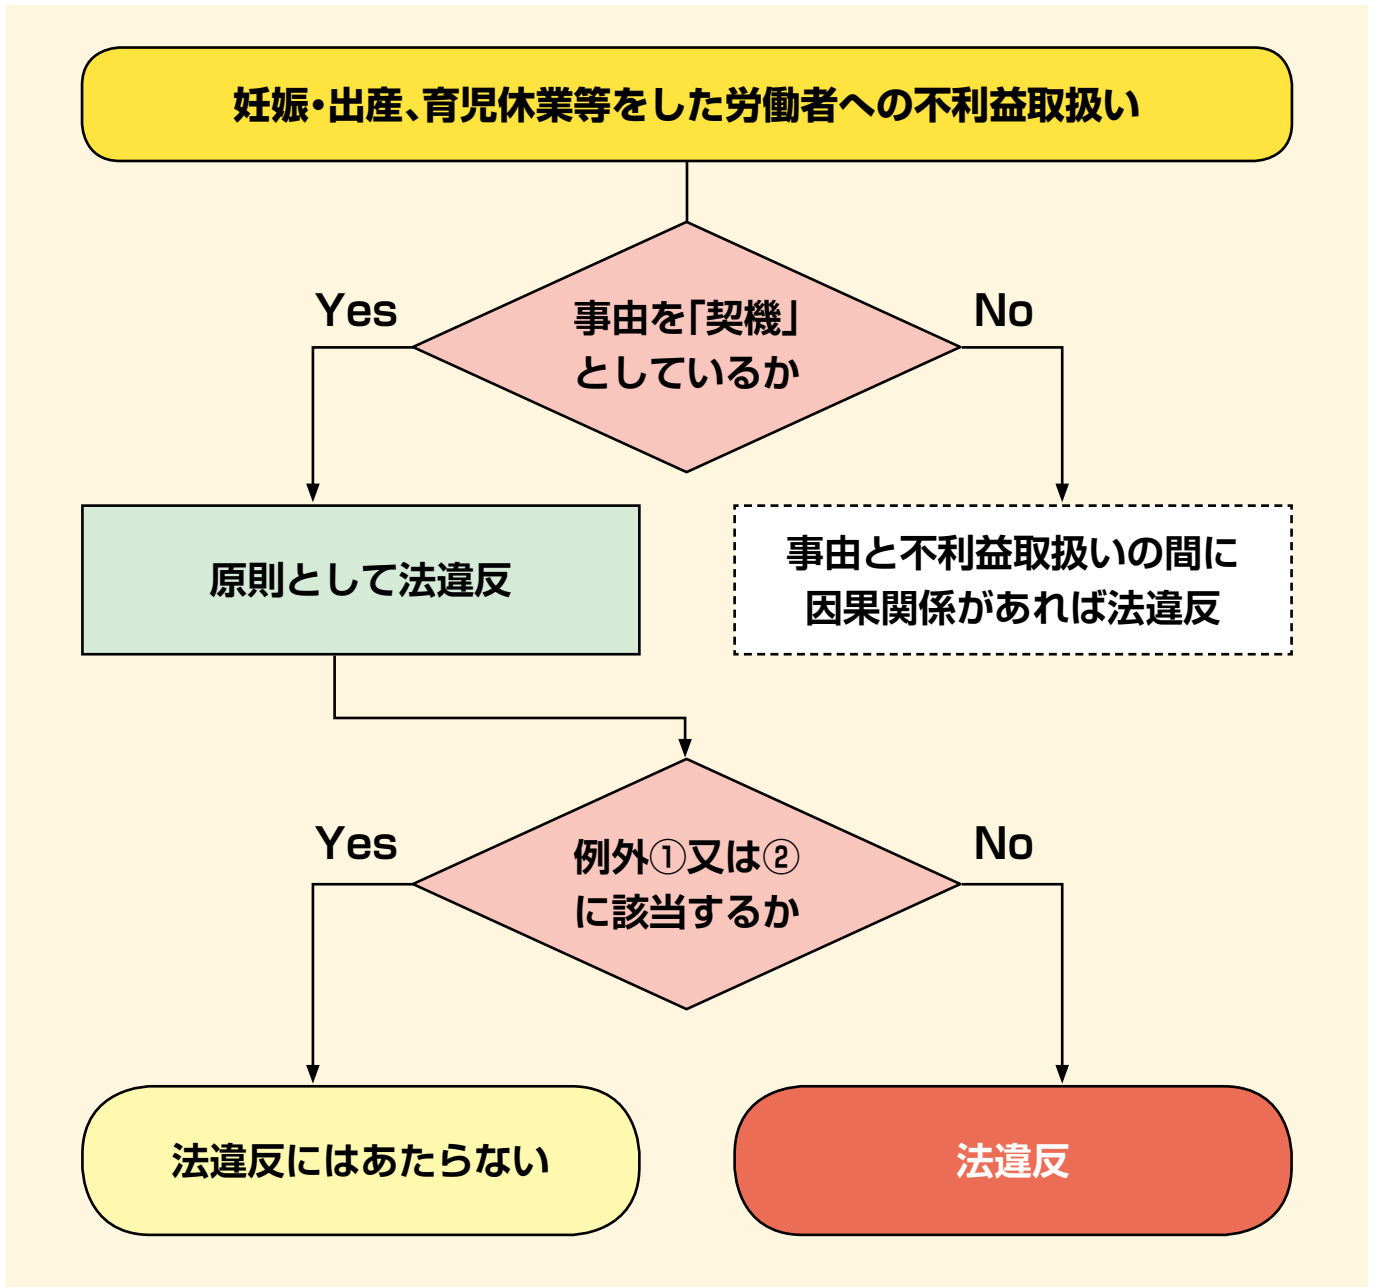 妊娠・出産、育児休業等をした労働者への不利益取扱い
Yes
No
事由を「契機」
としているか
原則として法違反
事由と不利益取扱いの間に
因果関係があれば法違反
Yes
No
例外①又は②
に該当するか
法違反にはあたらない
法違反